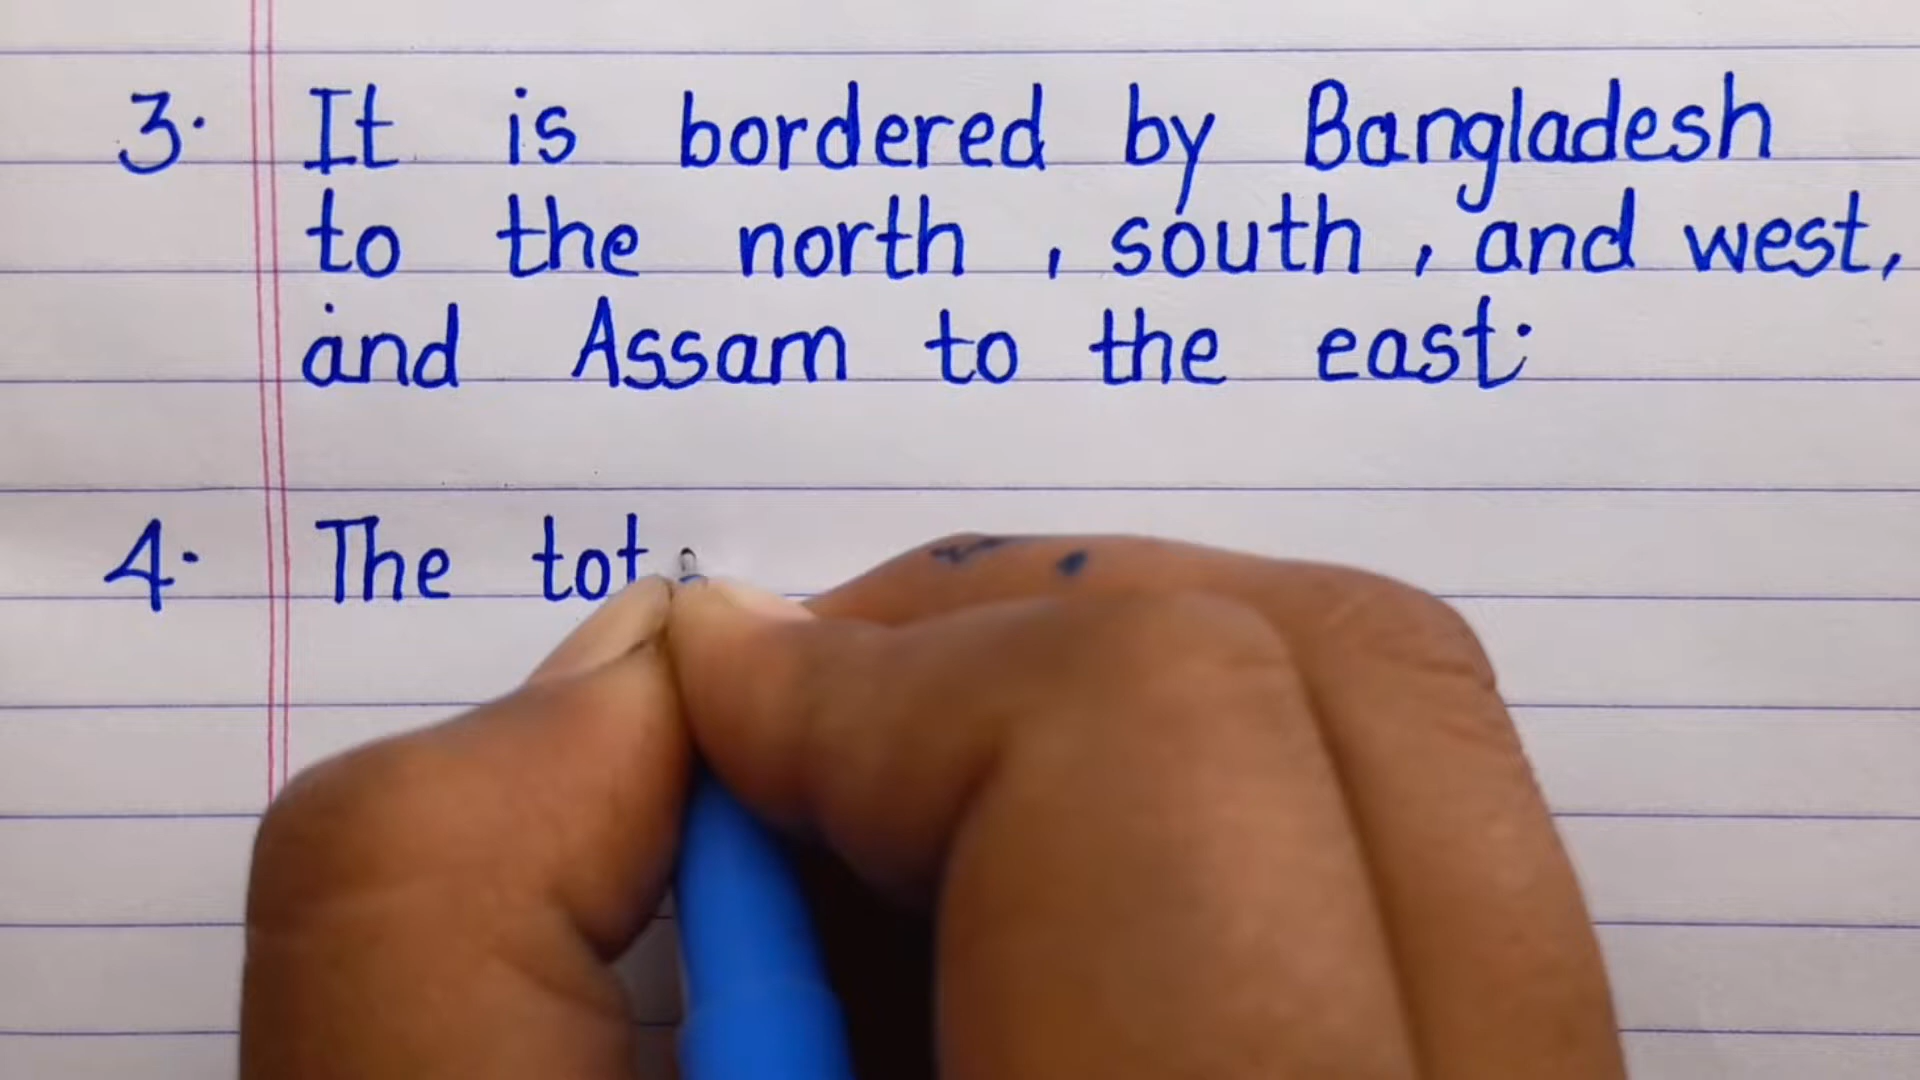 3. It is bordered by Bangladesh
to the north, south, and west,
and Assam to the east.
4. The tot